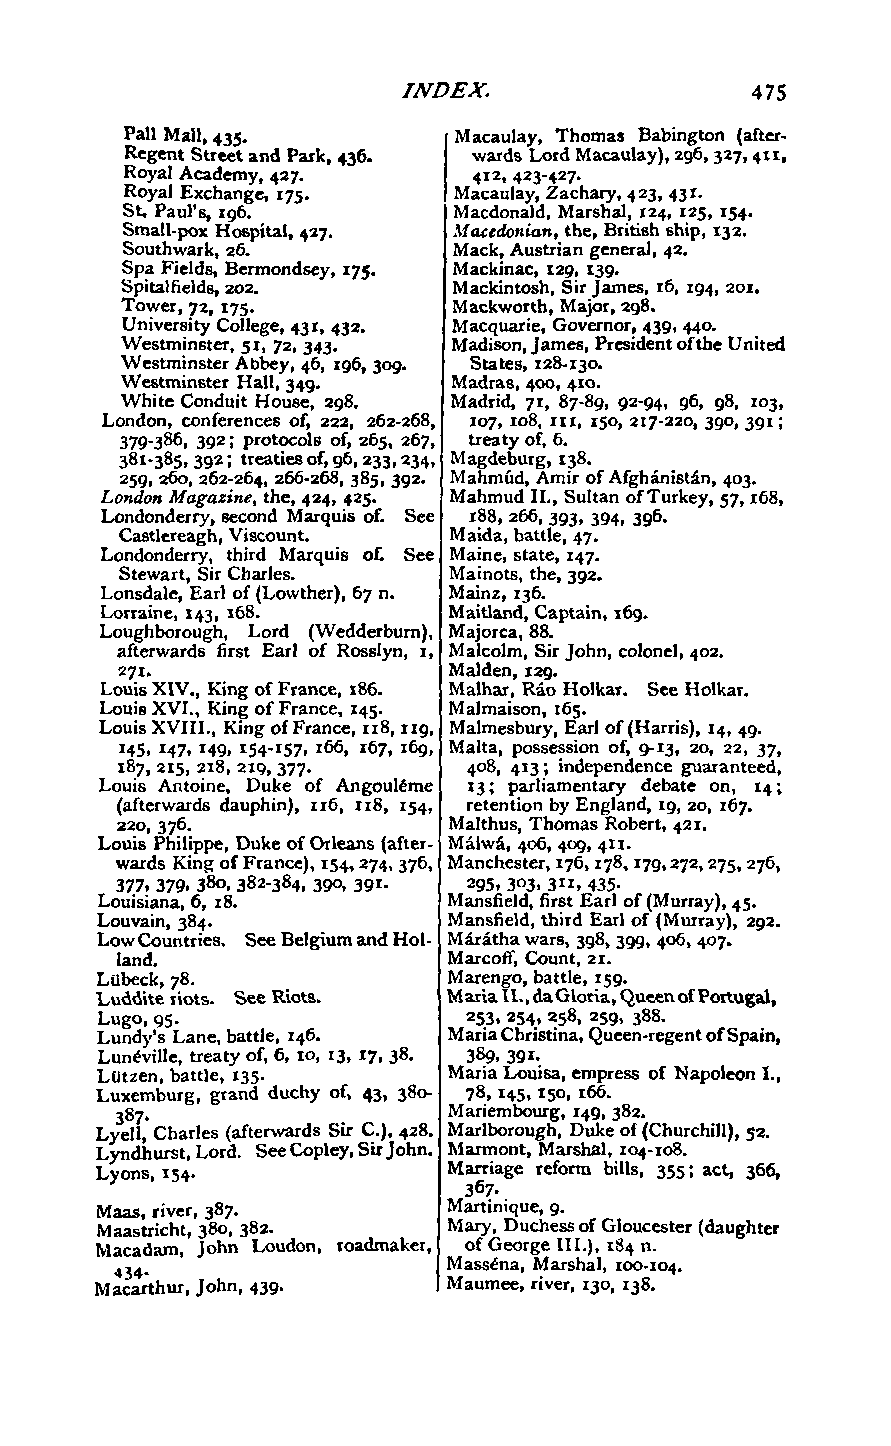 INDEX. 475
Pall Mall, 435.
Regent Street and Park, 436.
Royal Academy, 427.
Royal Exchange, 175.
St. Paul's, 196.
Small-pox Hospital, 427.
Southwark, 26.
Spa Fields, Bermondsey, 175.
Spitalfields, 202.
Tower, 72, 175.
University College, 431, 432.
Westminster, 51, 72, 343.
Westminster Abbey, 46, 196, 309.
Westminster Hall, 349.
White Conduit House, 298.
London, conferences of, 222, 262-268,
379-386, 392; protocols of, 265, 267,
381-385, 392; treaties of, 96, 233, 234,
259, 260, 262-264, 266-268, 385, 392.
London Magazine, the, 424, 425.
Londonderry, second Marquis of. See
Castlereagh, Viscount.
Londonderry, third Marquis of. See
Stewart, Sir Charles.
Lonsdale, Earl of (Lowther), 67 n.
Lorraine, 143, 168.
Loughborough, Lord (Wedderburn),
afterwards first Earl of Rosslyn, 1,
271.
Louis XIV., King of France, 186.
Louis XVI., King of France, 145.
Louis XVIII., King of France, 118, 119,
145, 147, 149, 154-157, 166, 167, 169,
187, 215, 218, 219, 377.
Louis Antoine, Duke of Angouléme
(afterwards dauphin), 116, 118, 154,
220, 376.
Louis Philippe, Duke of Orleans (after-
wards King of France), 154, 274, 376,
377, 379, 380, 382-384, 390, 391.
Louisiana, 6, 18.
Louvain, 384.
Low Countries. See Belgium and Hol-
land.
Lübeck, 78.
Luddite riots. See Riots.
Lugo, 95.
Lundy's Lane, battle, 146.
Lunéville, treaty of, 6, 10, 13, 17, 38.
Lützen, battle, 135.
Luxemburg, grand duchy of, 43, 380-
387.
Lyell, Charles (afterwards Sir C.), 428.
Lyndhurst, Lord. See Copley, Sir John.
Lyons, 154.
Maas, river, 387.
Maastricht, 380, 382.
Macadam, John Loudon, roadmaker,
434.
Macarthur, John, 439.
Macaulay, Thomas Babington (after-
wards Lord Macaulay), 296, 327, 411,
412, 423-427.
Macaulay, Zachary, 423, 431.
Macdonald, Marshal, 124, 125, 154.
Macedonian, the, British ship, 132.
Mack, Austrian general, 42.
Mackinac, 129, 139.
Mackintosh, Sir James, 16, 194, 201.
Mackworth, Major, 298.
Macquarie, Governor, 439, 440.
Madison, James, President of the United
States, 128-130.
Madras, 400, 410.
Madrid, 71, 87-89, 92-94, 96, 98, 103,
107, 108, 111, 150, 217-220, 390, 391;
treaty of, 6.
Magdeburg, 138.
Mahmúd, Amir of Afghánistán, 403.
Mahmud II., Sultan of Turkey, 57, 168,
188, 266, 393, 394, 396.
Maida, battle, 47.
Maine, state, 147.
Mainots, the, 392.
Mainz, 136.
Maitland, Captain, 169.
Majorca, 88.
Malcolm, Sir John, colonel, 402.
Malden, 129.
Malhar, Ráo Holkar. See Holkar.
Malmaison, 165.
Malmesbury, Earl of (Harris), 14, 49.
Malta, possession of, 9-13, 20, 22, 37,
408, 413; independence guaranteed,
13; parliamentary debate on, 14;
retention by England, 19, 20, 167.
Malthus, Thomas Robert, 421.
Málwá, 406, 409, 411.
Manchester, 176, 178, 179, 272, 275, 276,
295, 303, 311, 435.
Mansfield, first Earl of (Murray), 45.
Mansfield, third Earl of (Murray), 292.
Márátha wars, 398, 399, 406, 407.
Marcoff, Count, 21.
Marengo, battle, 159.
Maria II., da Gloria, Queen of Portugal,
253, 254, 258, 259, 388.
Maria Christina, Queen-regent of Spain,
389, 391.
Maria Louisa, empress of Napoleon I.,
78, 145, 150, 166.
Mariembourg, 149, 382.
Marlborough, Duke of (Churchill), 52.
Marmont, Marshal, 104-108.
Marriage reform bills, 355; act, 366,
367.
Martinique, 9.
Mary, Duchess of Gloucester (daughter
of George III.), 184 n.
Masséna, Marshal, 100-104.
Maumee, river, 130, 138.